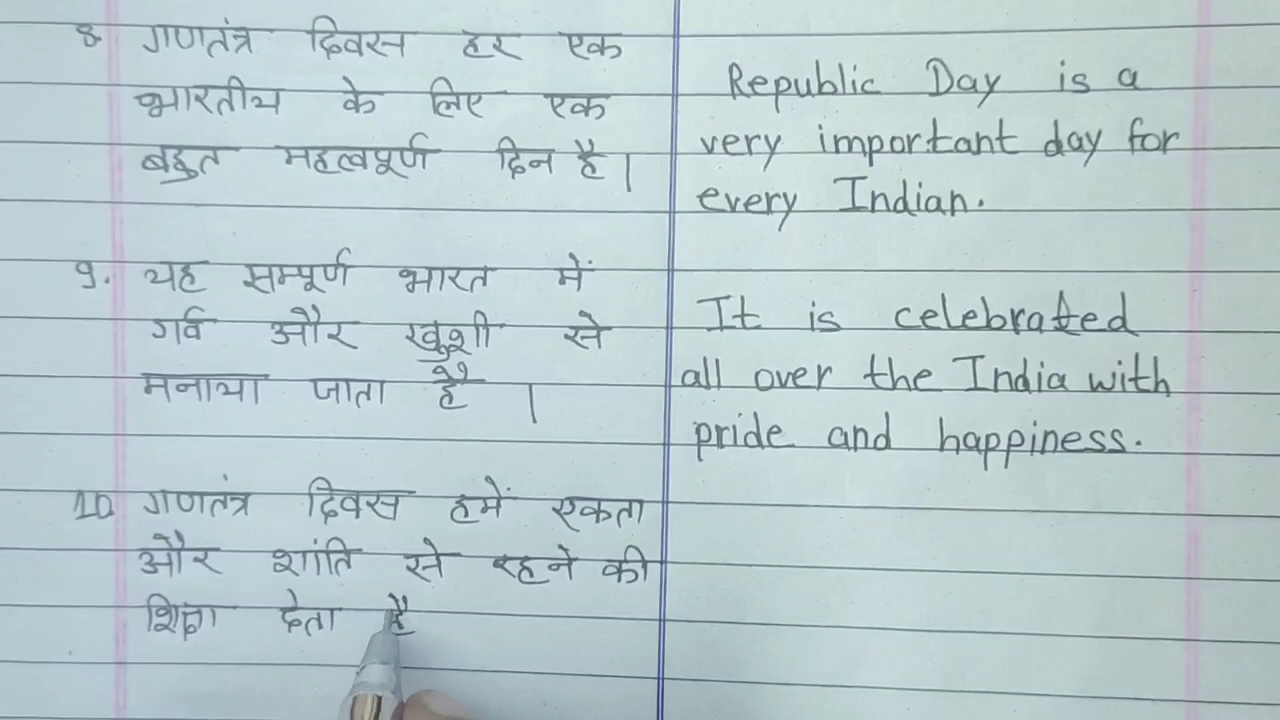 8 गणतंत्र दिवस हर एक
भारतीय के लिए एक
बहुत महत्वपूर्ण दिन है।
Republic Day is a
very important day for
every Indian.
9. यह सम्पूर्ण भारत में
गर्व और खुशी से
मनाया जाता है।
It is celebrated
all over the India with
pride and happiness.
10 गणतंत्र दिवस हमें एकता
और शांति से रहने की
शिक्षा देता है